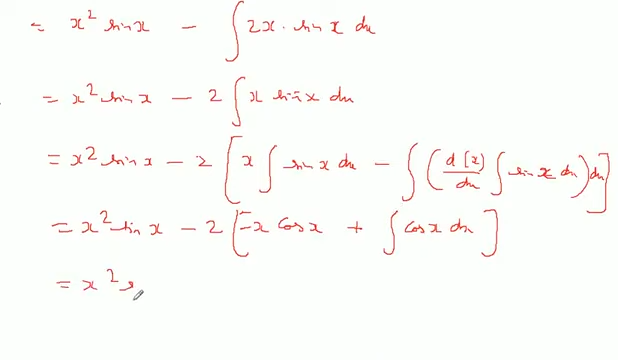 = x² sin x - ∫ 2x · sin x dx
= x² sin x - 2 ∫ x sin x dx
= x² sin x - 2 [ x ∫ sin x dx - ∫ ( d[x]/dx ∫ sin x dx ) dx ]
= x² sin x - 2 [ -x cos x + ∫ cos x dx ]
= x² s